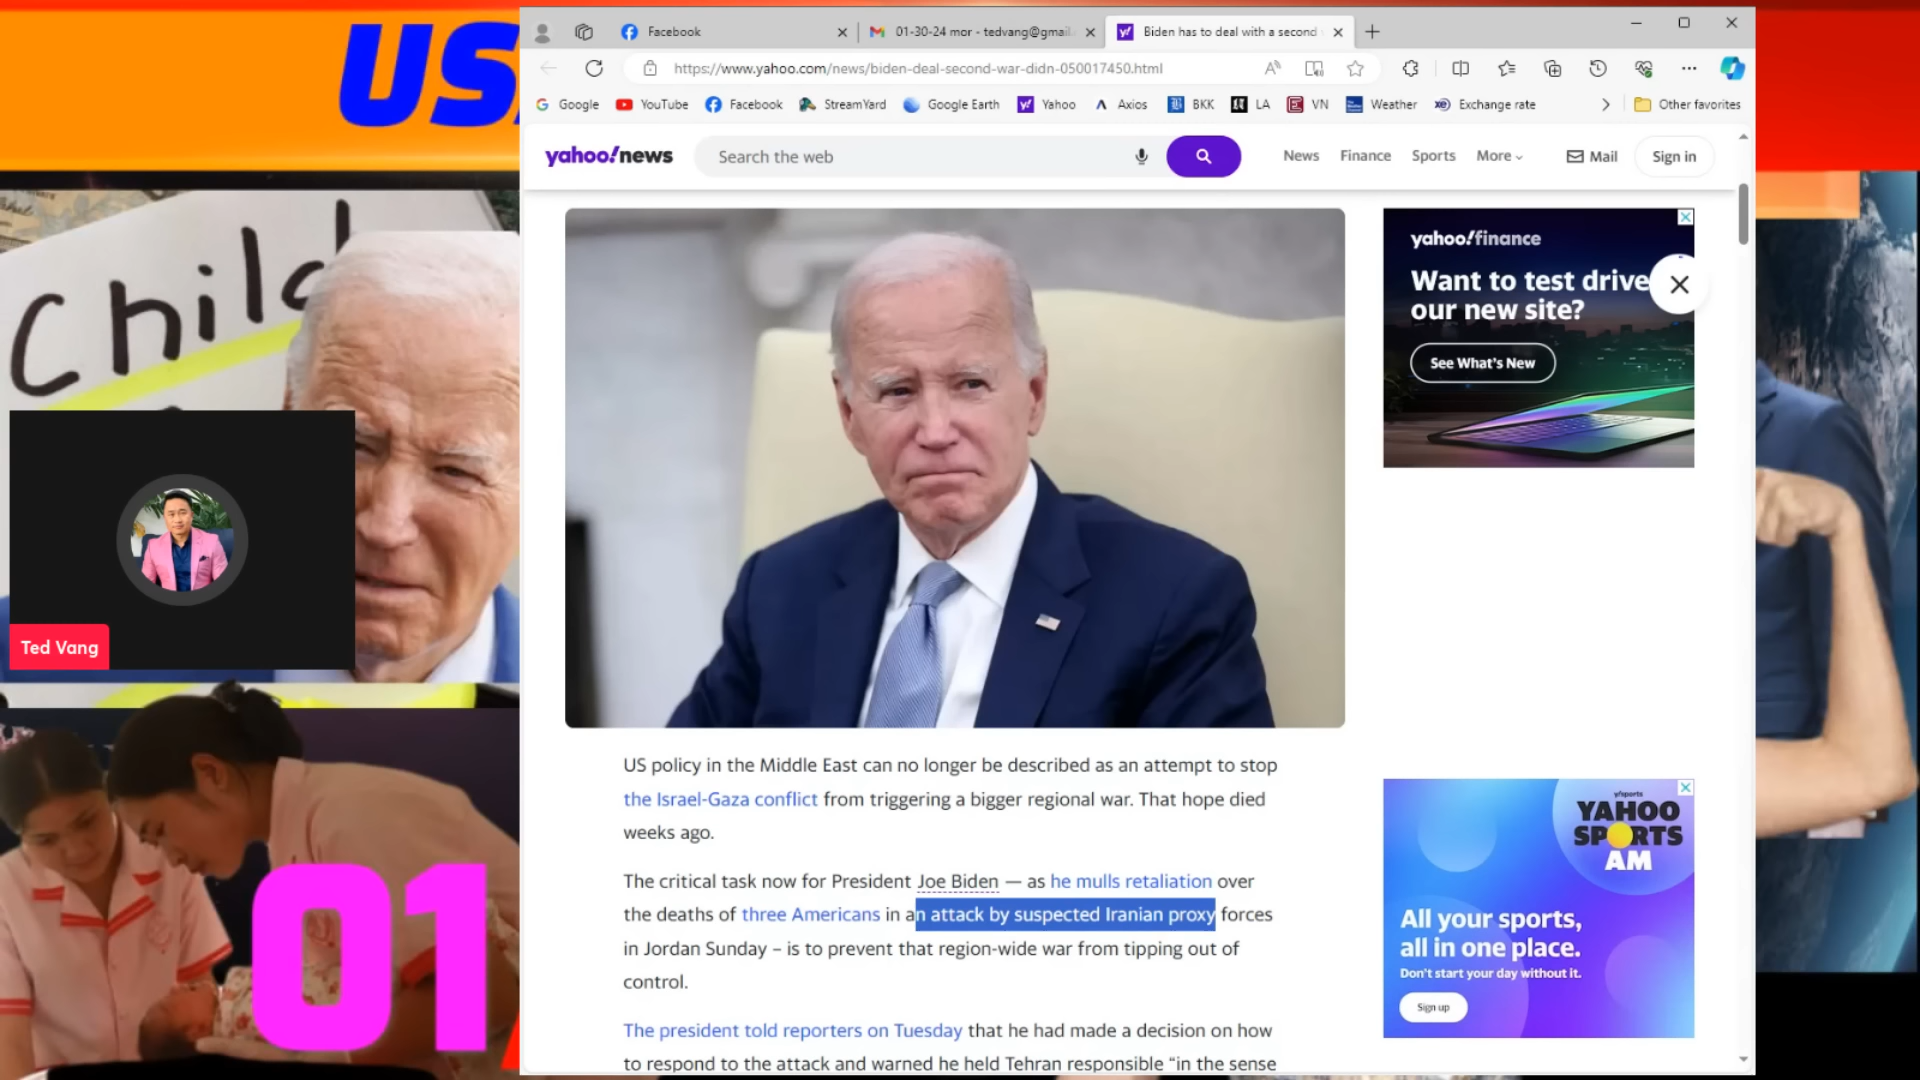 US
Facebook
01-30-24 mor - tedvang@gmail.
Biden has to deal with a second
https://www.yahoo.com/news/biden-deal-second-war-didn-050017450.html
Google
YouTube
Facebook
StreamYard
Google Earth
Yahoo
Axios
BKK
LA
VN
Weather
Exchange rate
Other favorites
yahoo!news
Search the web
News
Finance
Sports
More
Mail
Sign in
Child
yahoo!finance
Want to test drive
our new site?
See What's New
Ted Vang
US policy in the Middle East can no longer be described as an attempt to stop
the Israel-Gaza conflict from triggering a bigger regional war. That hope died
weeks ago.
The critical task now for President Joe Biden — as he mulls retaliation over
the deaths of three Americans in an attack by suspected Iranian proxy forces
in Jordan Sunday – is to prevent that region-wide war from tipping out of
control.
The president told reporters on Tuesday that he had made a decision on how
to respond to the attack and warned he held Tehran responsible “in the sense
y!sports
YAHOO
SPORTS
AM
All your sports,
all in one place.
Don't start your day without it.
Sign up
01